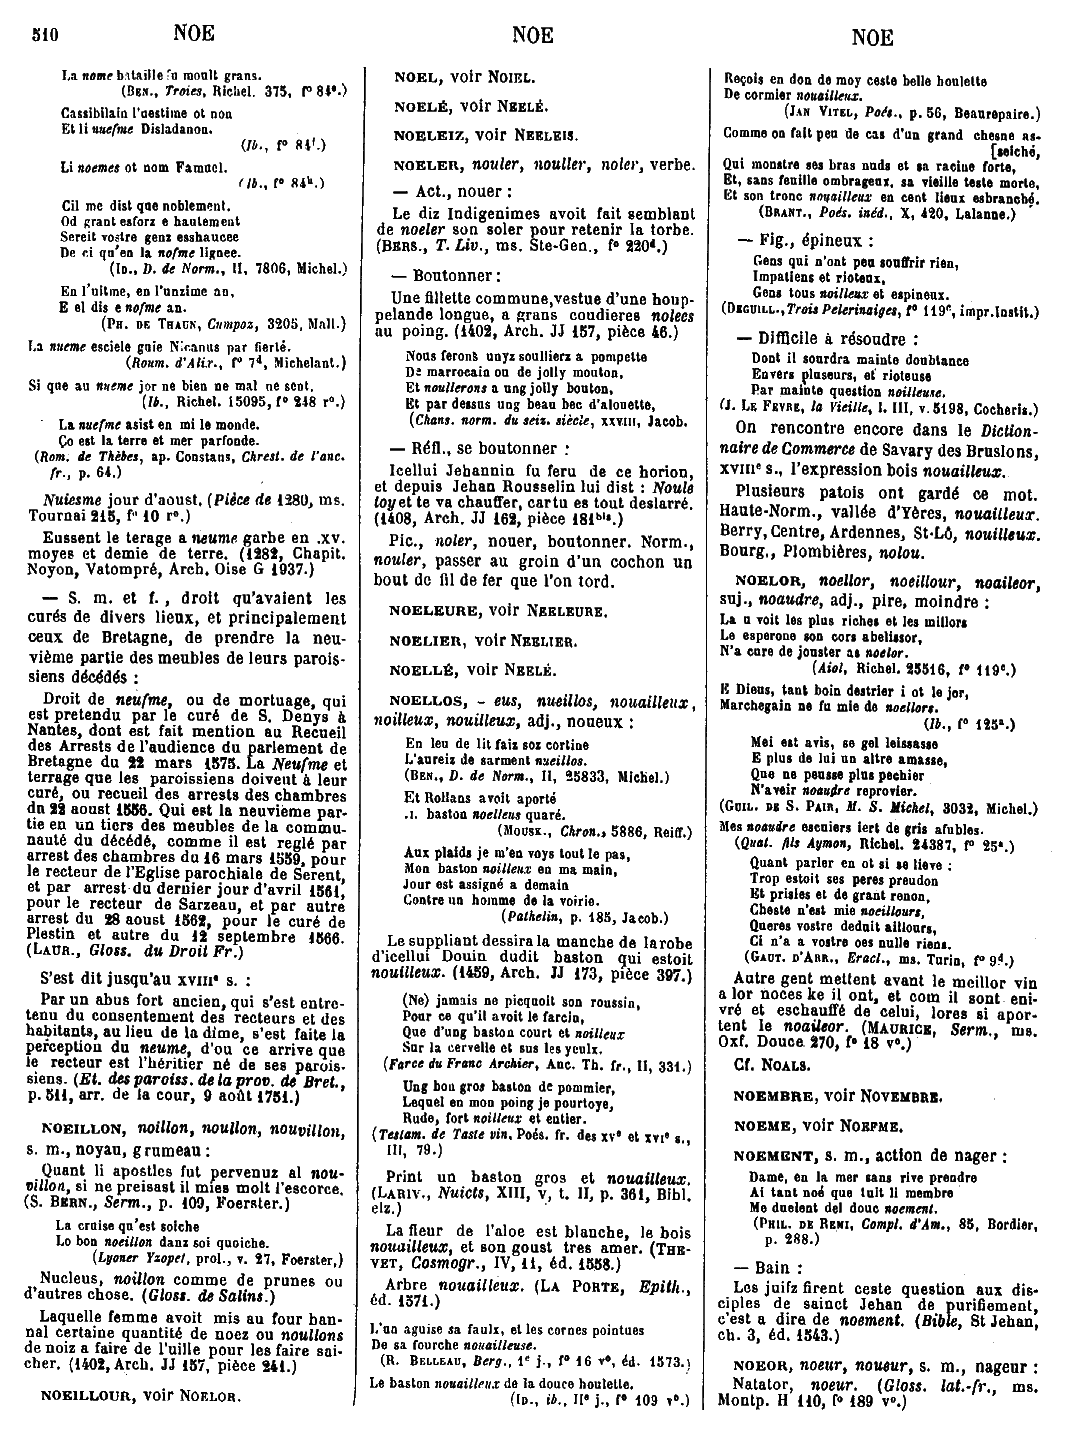 510 NOE NOE NOE
La nome bataille fu moult grans.
(BEN., Troies, Richel. 375, f° 84e.)
Cassibilain l'uestime ot non
Et li nuefme Disladanon.
(Ib., f° 84f.)
Li noemes ot nom Famuel.
(Ib., f° 84h.)
Cil me dist que noblement.
Od grant esforz e hautement
Sereit vostre genz esshaucee
De ci qu'en la nofme lignee.
(ID., D. de Norm., II, 7806, Michel.)
En l'uitme, en l'unzime an,
E el dis e nofme an.
(PH. DE THAUN, Cumpoz, 3205, Mall.)
La nueme esciele guie Nicanus par fierté.
(Roum. d'Alix., f° 7d, Michelant.)
Si que au nueme jor ne bien ne mal ne sent.
(Ib., Richel. 15095, f° 248 r°.)
La nuefme asist en mi le monde.
Ço est la terre et mer parfonde.
(Rom. de Thèbes, ap. Constans, Chrest. de l'anc.
fr., p. 64.)
Nuiesme jour d'aoust. (Pièce de 1280, ms.
Tournai 215, f° 10 r°.)
Eussent le terage a neume garbe en .xv.
moyes et demie de terre. (1282, Chapit.
Noyon, Vatompré, Arch. Oise G 1937.)
— S. m. et f., droit qu'avaient les
curés de divers lieux, et principalement
ceux de Bretagne, de prendre la neu-
vième partie des meubles de leurs parois-
siens décédés :
Droit de neufme, ou de mortuage, qui
est pretendu par le curé de S. Denys à
Nantes, dont est fait mention au Recueil
des Arrests de l'audience du parlement de
Bretagne du 22 mars 1575. La Neufme et
terrage que les paroissiens doivent à leur
curé, ou recueil des arrests des chambres
du 22 aoust 1556. Qui est la neuvième par-
tie en un tiers des meubles de la commu-
nauté du décédé, comme il est reglé par
arrest des chambres du 16 mars 1559, pour
le recteur de l'Eglise parochiale de Serent,
et par arrest du dernier jour d'avril 1561,
pour le recteur de Sarzeau, et par autre
arrest du 28 aoust 1562, pour le curé de
Plestin et autre du 12 septembre 1566.
(LAUR., Gloss. du Droit Fr.)
S'est dit jusqu'au XVIIIe s. :
Par un abus fort ancien, qui s'est entre-
tenu du consentement des recteurs et des
habitants, au lieu de la dime, s'est faite la
perception du neume, d'ou ce arrive que
le recteur est l'héritier né de ses parois-
siens. (Et. des paroiss. de la prov. de Bret.,
p. 511, arr. de la cour, 9 août 1751.)
NOEILLON, noillon, noullon, nouvillon,
s. m., noyau, grumeau :
Quant li apostles fut pervenuz al nou-
villon, si ne preisast il mies molt l'escorce.
(S. BERN., Serm., p. 109, Foerster.)
La cruise qu'est soiche
Lo bon noeillon danz soi quoiche.
(Lyoner Yzopet, prol., v. 27, Foerster,)
Nucleus, noillon comme de prunes ou
d'autres chose. (Gloss. de Salins.)
Laquelle femme avoit mis au four ban-
nal certaine quantité de noez ou noullons
de noiz a faire de l'uille pour les faire sai-
cher. (1402, Arch. JJ 157, pièce 241.)
NOEILLOUR, voir NOELOR.
NOEL, voir NOIEL.
NOELÉ, voir NEELÉ.
NOELEIZ, voir NEELEIS.
NOELER, nouler, nouller, noler, verbe.
— Act., nouer :
Le diz Indigenimes avoit fait semblant
de noeler son soler pour retenir la torbe.
(BERS., T. Liv., ms. Ste-Gen., f° 220d.)
— Boutonner :
Une fillette commune, vestue d'une houp-
pelande longue, a grans coudieres nolees
au poing. (1402, Arch. JJ 157, pièce 46.)
Nous feronts unyz soulliers a pompette
De marrocain ou de jolly mouton,
Et noullerons a ung jolly bouton,
Et par dessus ung beau bec d'alouette,
(Chans. norm. du seiz. siècle, XXVIII, Jacob.
— Réfl., se boutonner :
Icellui Jehannin fu feru de ce horion,
et depuis Jehan Rousselin lui dist : Noule
toy et te va chauffer, car tu es tout deslarré.
(1408, Arch. JJ 162, pièce 181bis.)
Pic., noler, nouer, boutonner. Norm.,
nouler, passer au groin d'un cochon un
bout de fil de fer que l'on tord.
NOELEURE, voir NEELEURE.
NOELIER, voir NEELIER.
NOELLÉ, voir NEELÉ.
NOELLOS, - eus, nueillos, nouailleux,
noilleux, nouilleux, adj., noueux :
En leu de lit faiz soz cortine
L'aureiz de sarment nueillos.
(BEN., D. de Norm., II, 25833, Michel.)
Et Rollans avoit aporté
.I. baston noelleus quaré.
(MOUSK., Chron., 5886, Reiff.)
Aux plaids je m'en voys tout le pas,
Mon baston noilleux en ma main,
Jour est assigné a demain
Contre un homme de la voirie.
(Pathelin, p. 185, Jacob.)
Le suppliant dessira la manche de la robe
d'icellui Douin dudit baston qui estoit
nouilleux. (1459, Arch. JJ 173, pièce 397.)
(Ne) jamais ne picquoit son roussin,
Pour ce qu'il avoit le farcin,
Que d'ung baston court et noilleux
Sur la cervelle et sus les yeulx.
(Farce du Franc Archier, Anc. Th. fr., II, 331.)
Ung bon gros baston de pommier,
Lequel en mon poing je pourtoye,
Rude, fort noilleux et entier.
(Testam. de Taste vin, Poés. fr. des XVe et XVIe s.,
III, 79.)
Print un baston gros et nouailleux.
(LARIV., Nuicts, XIII, v, t. II, p. 361, Bibl.
elz.)
La fleur de l'aloe est blanche, le bois
nouailleux, et son goust tres amer. (THE-
VET, Cosmogr., IV, 11, éd. 1558.)
Arbre nouailleux. (LA PORTE, Epith.,
éd. 1571.)
L'un aguise sa faulx, et les cornes pointues
De sa fourche nouailleuse.
(R. BELLEAU, Berg., 1e j., f° 16 v°, éd. 1573.)
Le baston nouailleux de la douce houlette.
(ID., ib., IIe j., f° 109 v°.)
Reçois en don de moy ceste belle houlette
De cormier nouailleux.
(JAN VITEL, Poés., p. 56, Beaurepaire.)
Comme on fait peu de cas d'un grand chesne as-
[seiché,
Qui monstre ses bras nuds et sa racine forte,
Et, sans feuille ombrageux, sa vieille teste morte,
Et son tronc nouailleux en cent lieux esbranché.
(BRANT., Poés. inéd., X, 420, Lalanne.)
— Fig., épineux :
Gens qui n'ont peu souffrir rien,
Impatiens et rioteux,
Gens tous noilleux et espineux.
(DEGUILL., Trois Pelerinaiges, f° 119c, impr. Instit.)
— Difficile à résoudre :
Dont il sourdra mainte doubtance
Envers pluseurs, et rioteuse
Par mainte question noilleuse.
(J. LE FEVRE, la Vieille, l. III, v. 5198, Cocheris.)
On rencontre encore dans le Diction-
naire de Commerce de Savary des Bruslons,
XVIIIe s., l'expression bois nouailleux.
Plusieurs patois ont gardé ce mot.
Haute-Norm., vallée d'Yères, nouailleux.
Berry, Centre, Ardennes, St-Lô, nouilleux.
Bourg., Plombières, nolou.
NOELOR, noellor, noeillour, noaileor,
suj., noaudre, adj., pire, moindre :
La u voit les plus riches et les millors
Le esperone son cors abelissor,
N'a cure de jouster as noelor.
(Aiol, Richel. 25516, f° 119c.)
E Dieus, tant boin destrier i ot le jor,
Marchegain ne fu mie de noellors.
(Ib., f° 125a.)
Mei est avis, se gel leissasse
E plus de lui un altre amasse,
Que ne peusse plus pechier
N'aveir noaudre reprovier.
(GUIL. DE S. PAIR, M. S. Michel, 3032, Michel.)
Mes noaudre escuiers iert de gris afubles.
(Quat. fils Aymon, Richel. 24387, f° 25a.)
Quant parler en ot si se lieve :
Trop estoit ses peres preudon
Et prisies et de grant renon,
Cheste n'est mie noeillours,
Queres vostre deduit aillours,
Ci n'a a vostre oes nulle riens.
(GAUT. D'ARR., Eracl., ms. Turin, f° 9d.)
Autre gent mettent avant le meillor vin
a lor noces ke il ont, et com il sont eni-
vré et eschauffé de celui, lores si apor-
tent le noaileor. (MAURICE, Serm., ms.
Oxf. Douce 270, f° 18 v°.)
Cf. NOALS.
NOEMBRE, voir NOVEMBRE.
NOEME, voir NOEFME.
NOEMENT, s. m., action de nager :
Dame, en la mer sans rive prendre
Ai tant noé que tuit li membre
Me duelent del douc noement.
(PHIL. DE REMI, Compl. d'Am., 85, Bordier,
p. 288.)
— Bain :
Les juifz firent ceste question aux dis-
ciples de sainct Jehan de purifiement,
c'est a dire de noement. (Bible, St Jehan,
ch. 3, éd. 1543.)
NOEOR, noeur, noueur, s. m., nageur :
Natator, noeur. (Gloss. lat.-fr., ms.
Montp. H 110, f° 189 v°.)